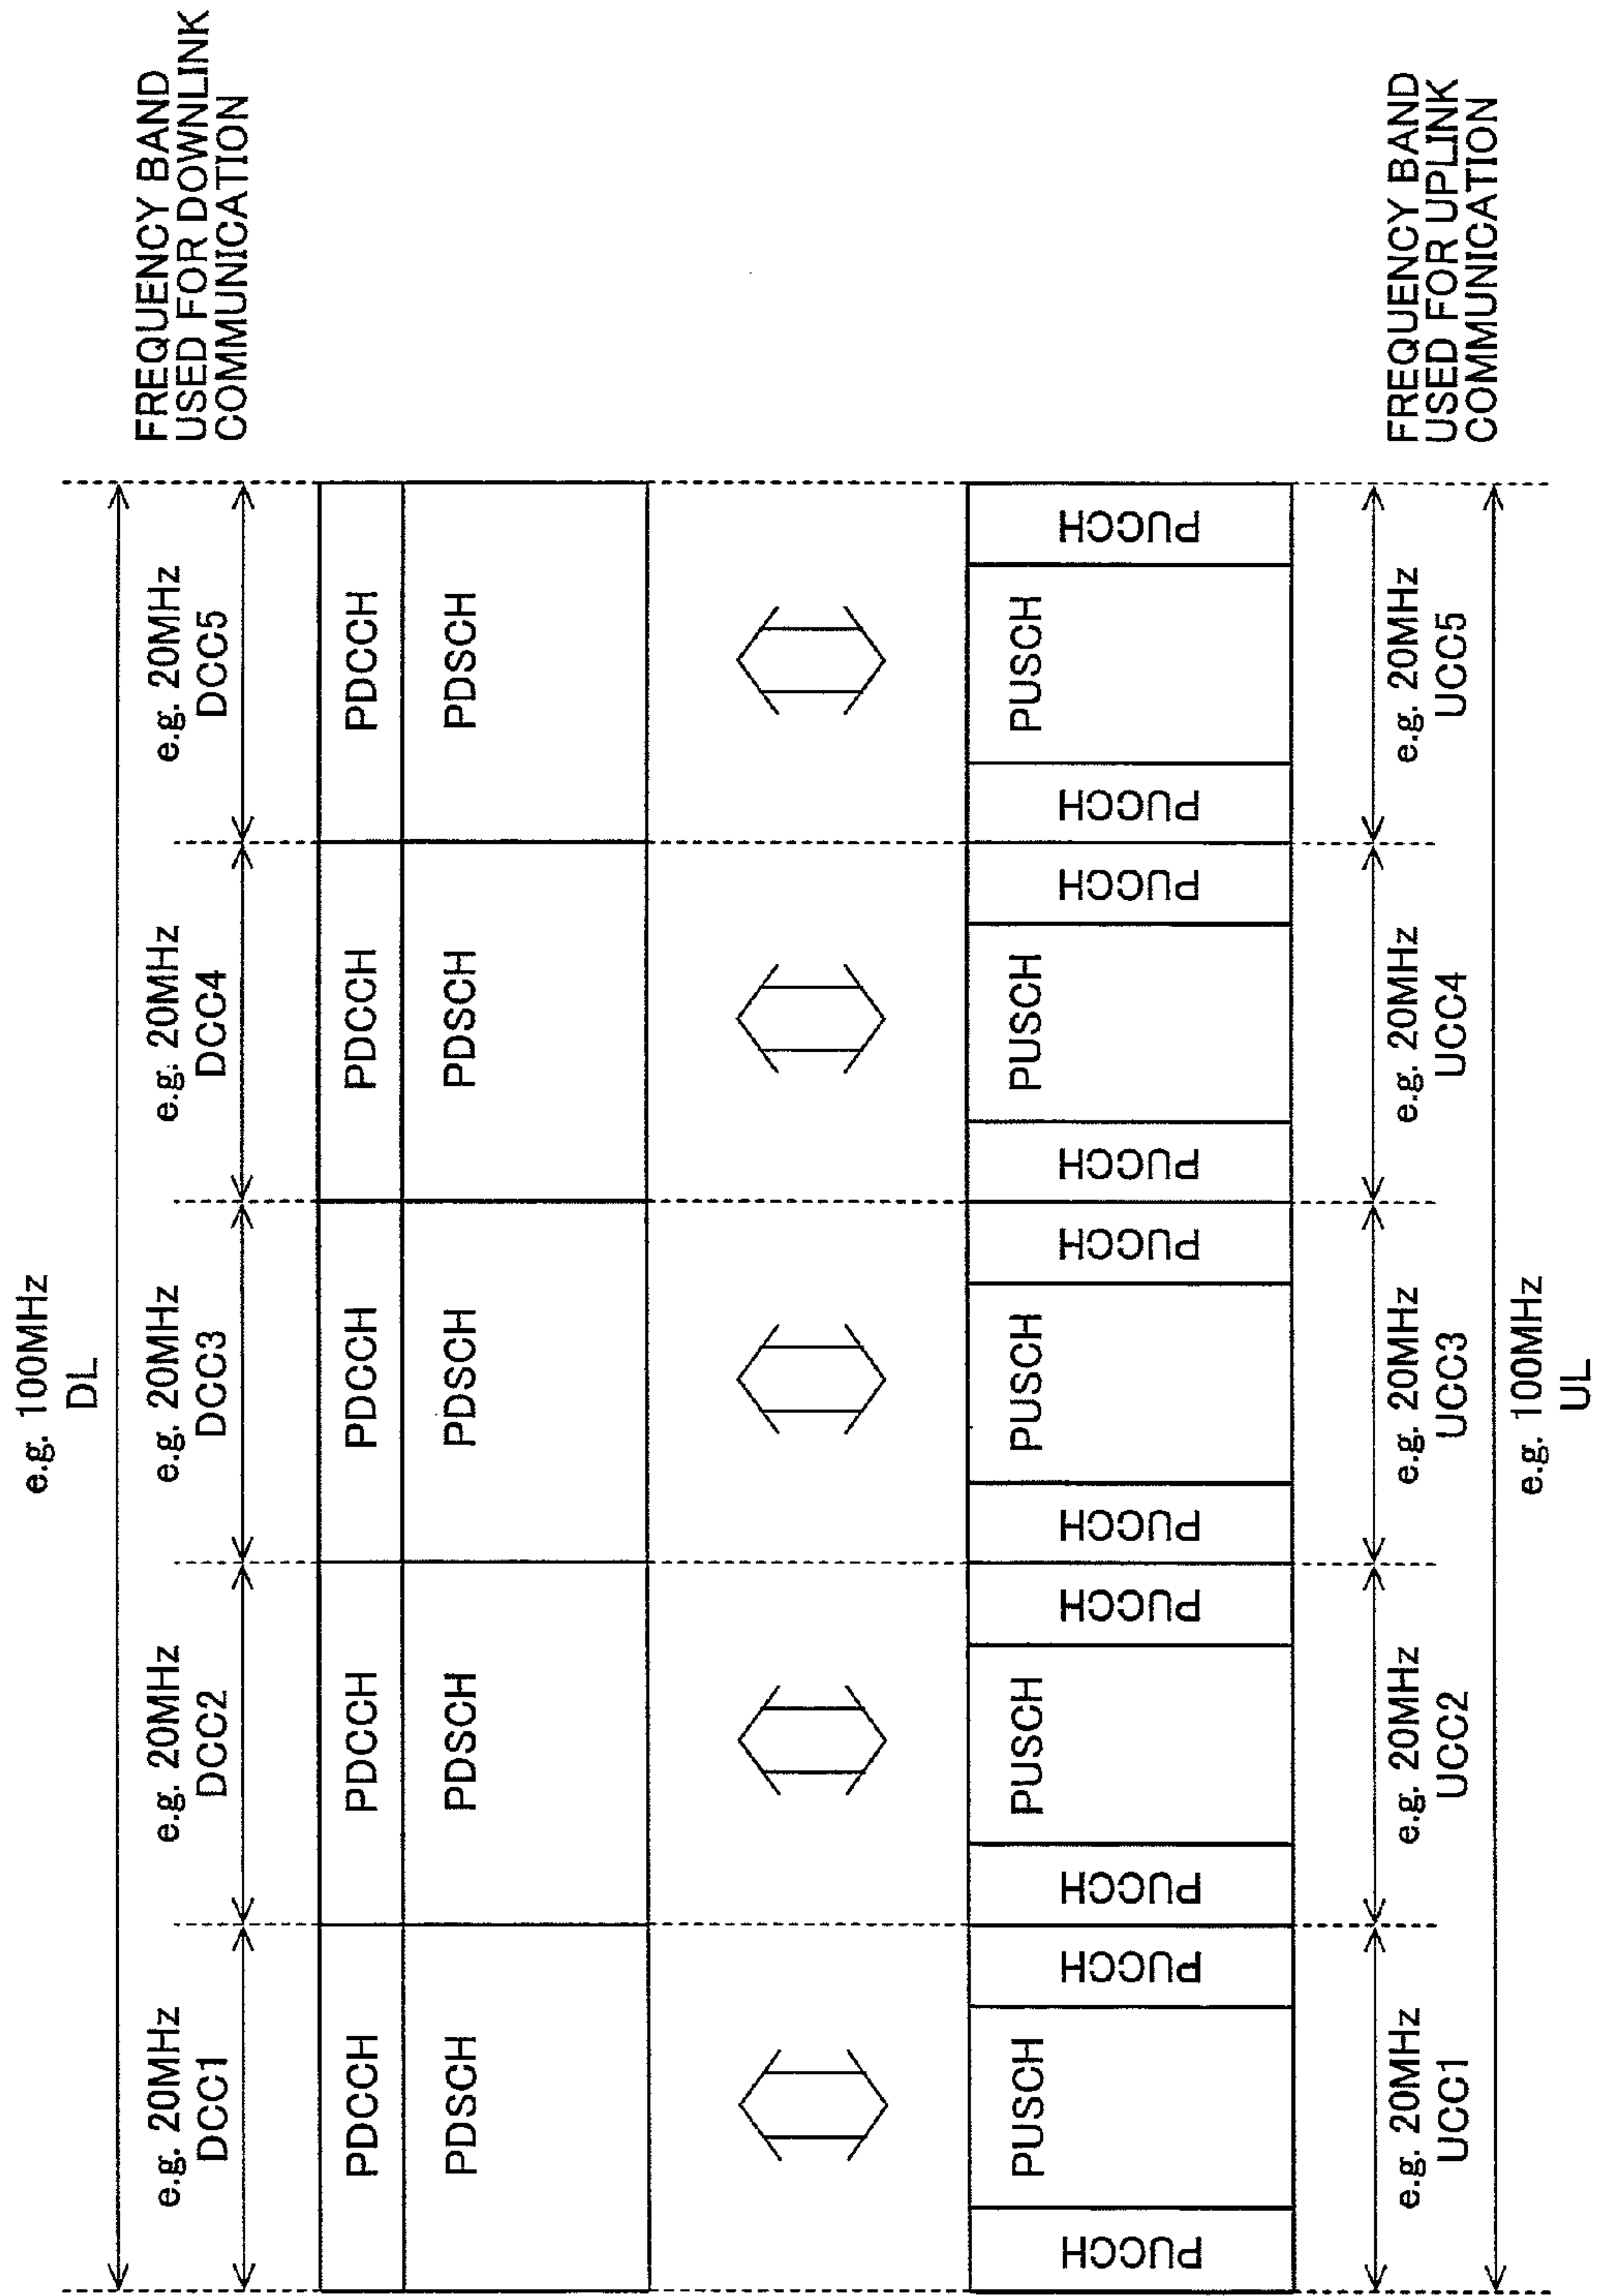 e.g. 100MHz
DL
FREQUENCY BAND
USED FOR DOWNLINK
COMMUNICATION
e.g. 20MHz
DCC1
e.g. 20MHz
DCC2
e.g. 20MHz
DCC3
e.g. 20MHz
DCC4
e.g. 20MHz
DCC5
PDCCH
PDCCH
PDCCH
PDCCH
PDCCH
PDSCH
PDSCH
PDSCH
PDSCH
PDSCH
PUCCH
PUSCH
PUCCH
PUCCH
PUSCH
PUCCH
PUCCH
PUSCH
PUCCH
PUCCH
PUSCH
PUCCH
PUCCH
PUSCH
PUCCH
e.g. 20MHz
UCC1
e.g. 20MHz
UCC2
e.g. 20MHz
UCC3
e.g. 20MHz
UCC4
e.g. 20MHz
UCC5
FREQUENCY BAND
USED FOR UPLINK
COMMUNICATION
e.g. 100MHz
UL